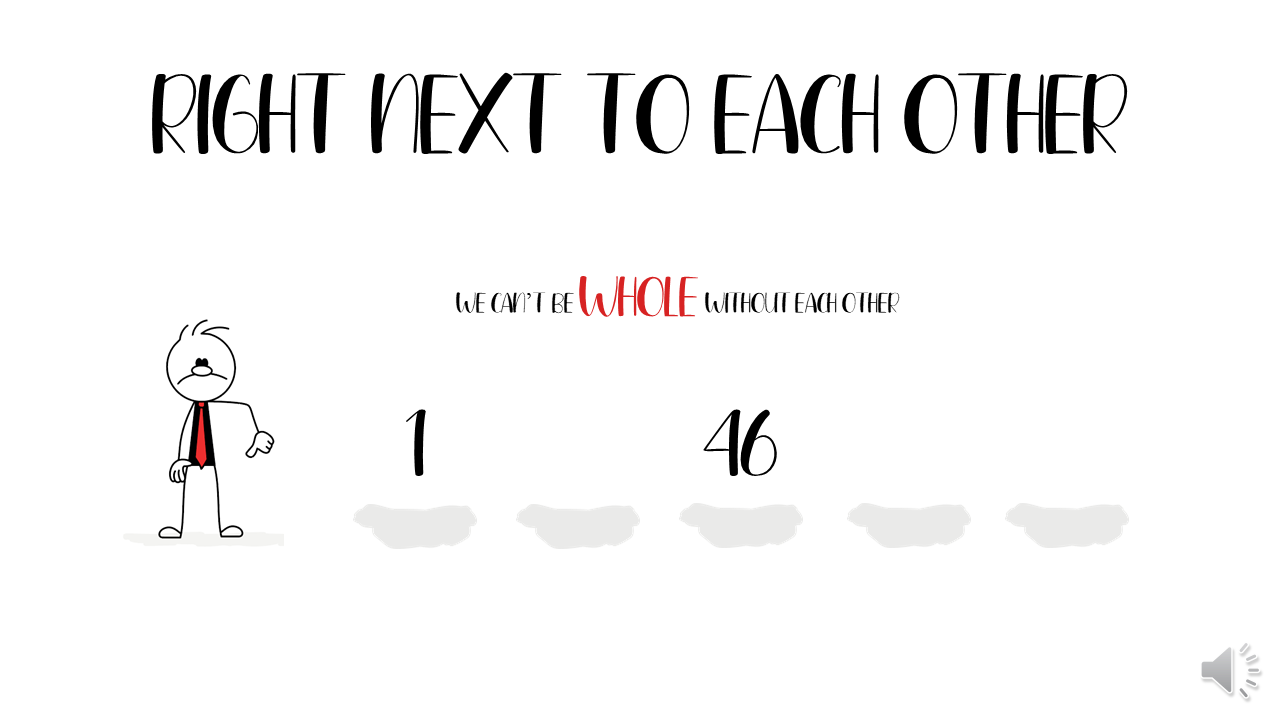 RIGHT NEXT TO EACH OTHER
WE CAN'T BE WHOLE WITHOUT EACH OTHER
1 46